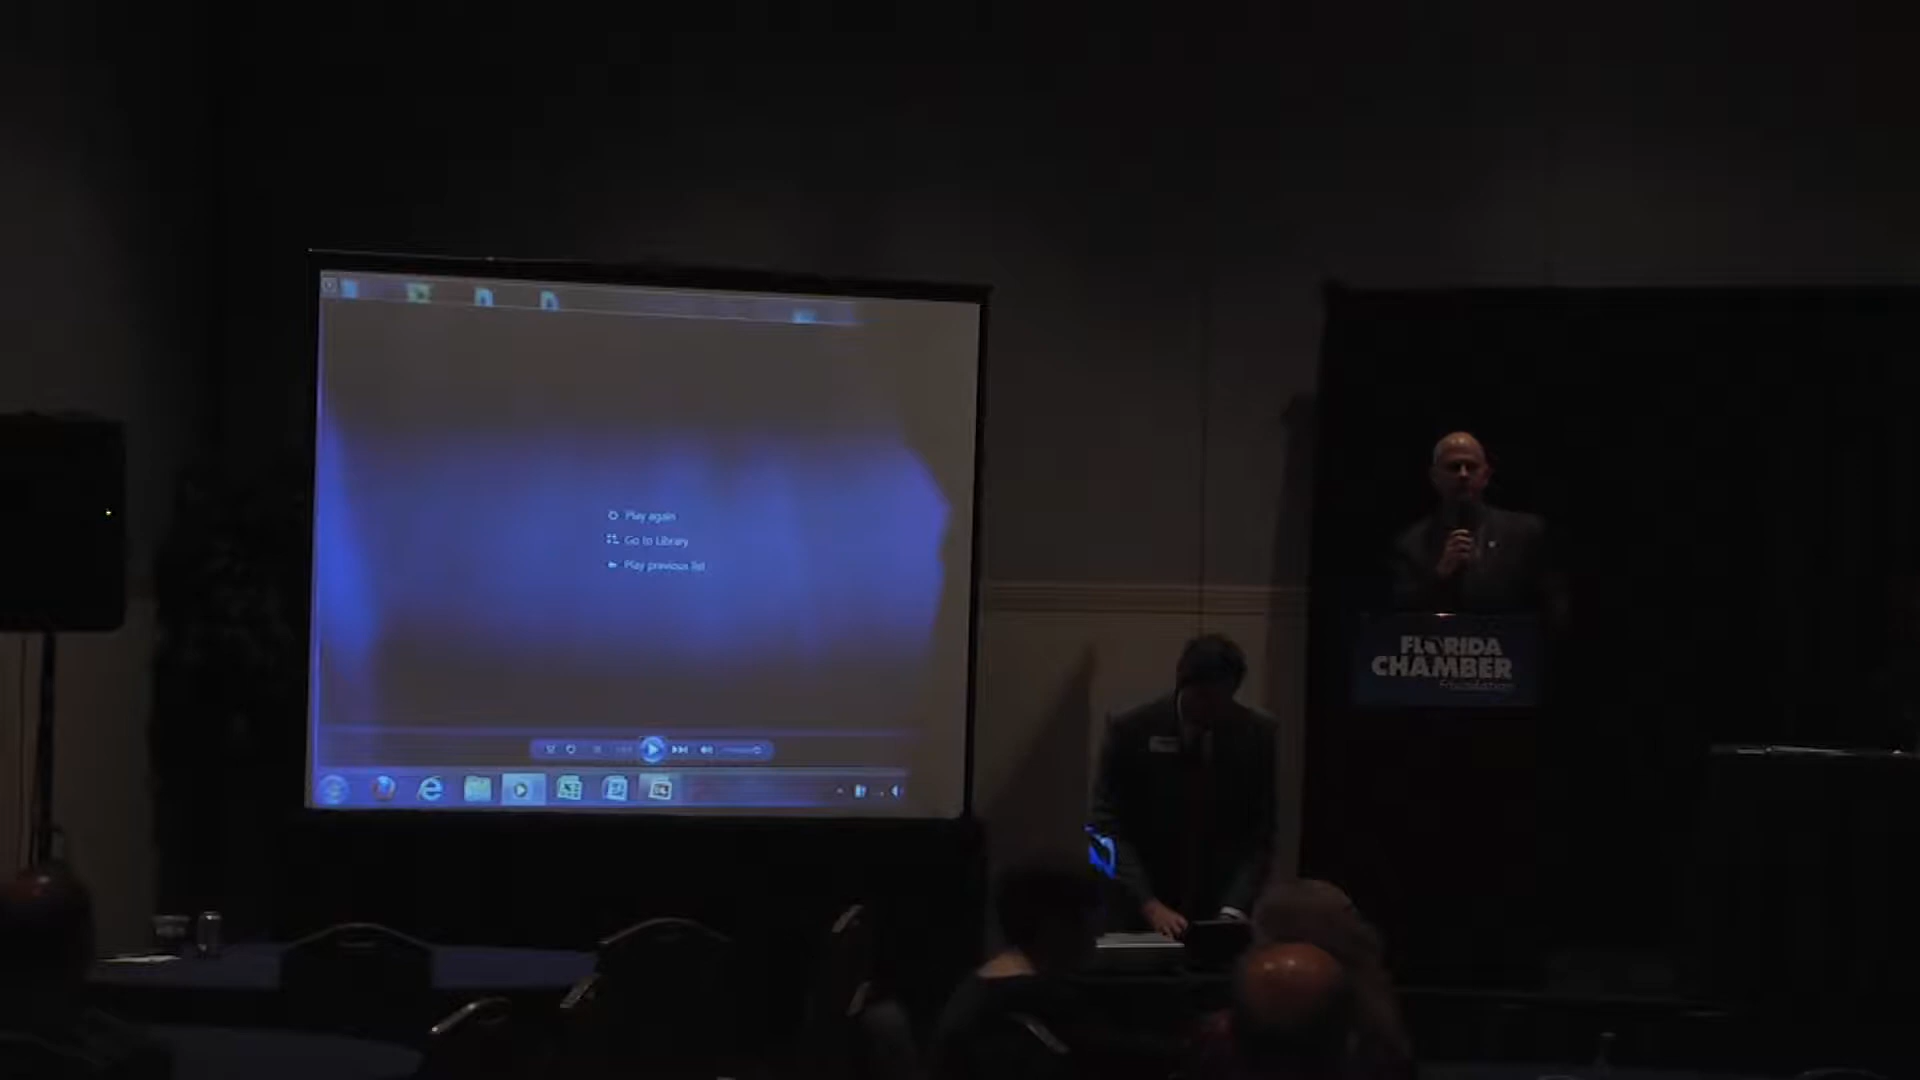 Play again
Go to Library
Play previous list
FLORIDA
CHAMBER
Foundation